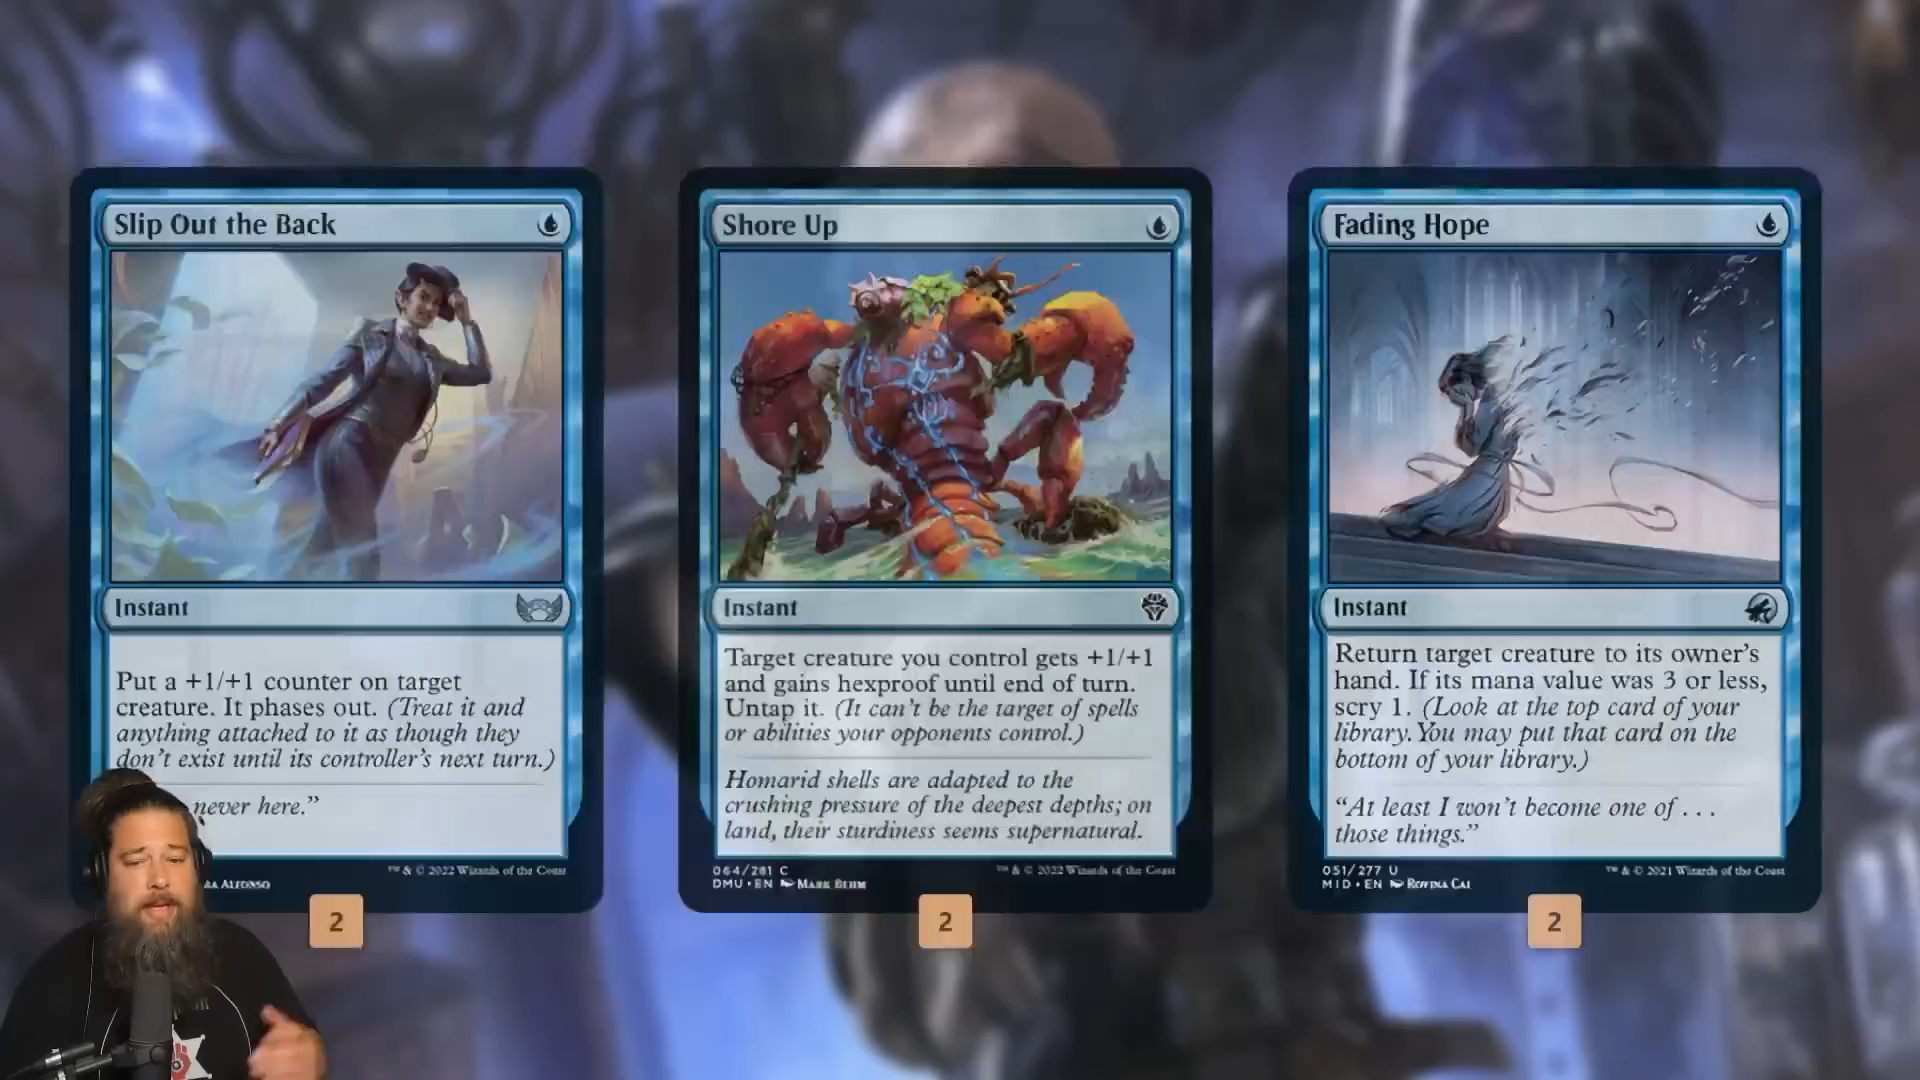 Slip Out the Back
Instant
Put a +1/+1 counter on target
creature. It phases out. (Treat it and
anything attached to it as though they
don't exist until its controller's next turn.)
never here."
ALFONSO
™ & © 2022 Wizards of the Coast
2
Shore Up
Instant
Target creature you control gets +1/+1
and gains hexproof until end of turn.
Untap it. (It can't be the target of spells
or abilities your opponents control.)
Homarid shells are adapted to the
crushing pressure of the deepest depths; on
land, their sturdiness seems supernatural.
064/281 C
DMU • EN MARK BEHM
™ & © 2022 Wizards of the Coast
2
Fading Hope
Instant
Return target creature to its owner's
hand. If its mana value was 3 or less,
scry 1. (Look at the top card of your
library. You may put that card on the
bottom of your library.)
"At least I won't become one of . . .
those things."
051/277 U
MID • EN ROVINA CAI
™ & © 2021 Wizards of the Coast
2